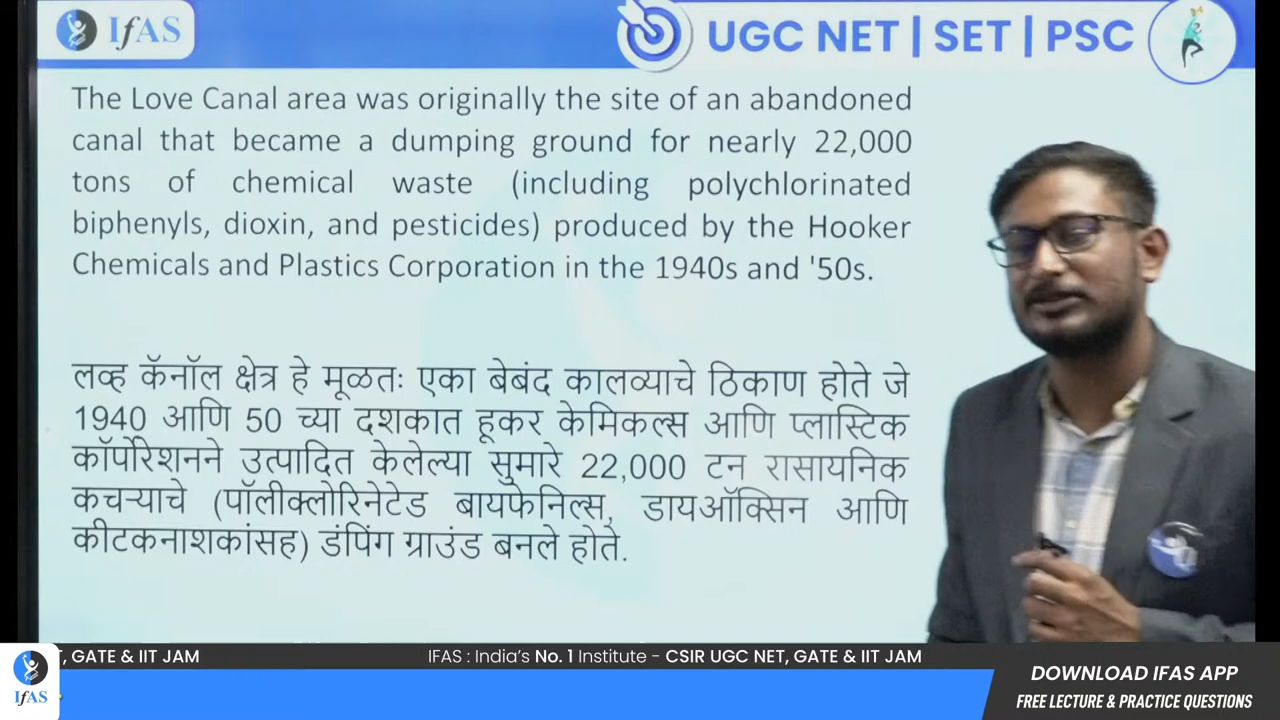 IfAS
UGC NET | SET | PSC
The Love Canal area was originally the site of an abandoned
canal that became a dumping ground for nearly 22,000
tons of chemical waste (including polychlorinated
biphenyls, dioxin, and pesticides) produced by the Hooker
Chemicals and Plastics Corporation in the 1940s and '50s.
लव्ह कॅनॉल क्षेत्र हे मूळतः एका बेबंद कालव्याचे ठिकाण होते जे
1940 आणि 50 च्या दशकात हूकर केमिकल्स आणि प्लास्टिक
कॉर्पोरेशनने उत्पादित केलेल्या सुमारे 22,000 टन रासायनिक
कचऱ्याचे (पॉलीक्लोरिनेटेड बायफेनिल्स, डायऑक्सिन आणि
कीटकनाशकांसह) डंपिंग ग्राउंड बनले होते.
, GATE & IIT JAM
IFAS : India's No. 1 Institute - CSIR UGC NET, GATE & IIT JAM
IfAS
DOWNLOAD IFAS APP
FREE LECTURE & PRACTICE QUESTIONS